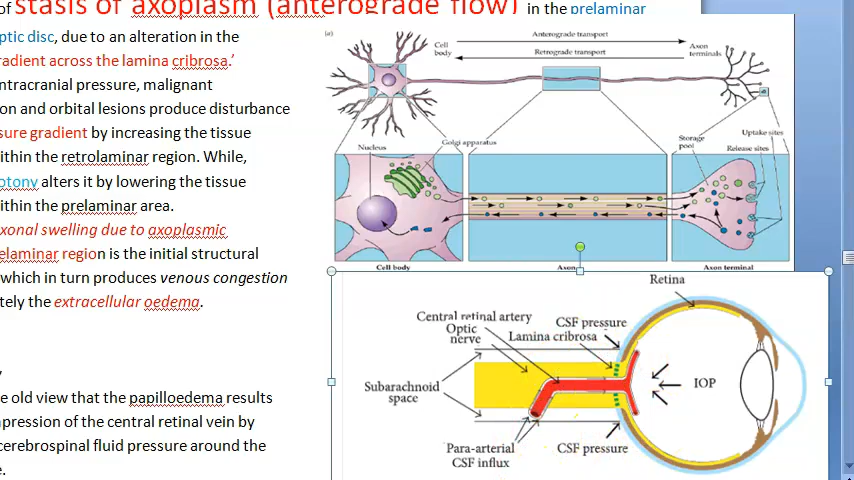 of stasis of axoplasm (anterograde flow) in the prelaminar
ptic disc, due to an alteration in the
radient across the lamina cribrosa.'
ntracranial pressure, malignant
on and orbital lesions produce disturbance
sure gradient by increasing the tissue
ithin the retrolaminar region. While,
otony alters it by lowering the tissue
ithin the prelaminar area.
xonal swelling due to axoplasmic
elaminar region is the initial structural
which in turn produces venous congestion
tely the extracellular oedema.
e old view that the papilloedema results
mpression of the central retinal vein by
cerebrospinal fluid pressure around the
e.
(a)
Anterograde transport
Cell body
Retrograde transport
Axon terminals
Nucleus
Golgi apparatus
Storage pool
Uptake sites
Release sites
Cell body
Axon
Axon terminal
Retina
Central retinal artery
Optic nerve
CSF pressure
Lamina cribrosa
Subarachnoid space
IOP
Para-arterial CSF influx
CSF pressure